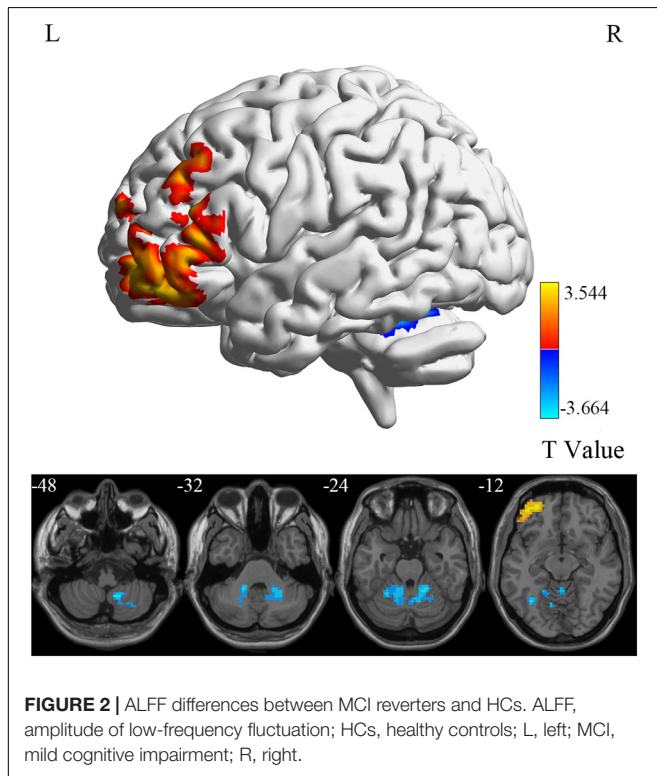 L
R
3.544
-3.664
T Value
-48
-32
-24
-12
FIGURE 2 | ALFF differences between MCI reverters and HCs. ALFF,
amplitude of low-frequency fluctuation; HCs, healthy controls; L, left; MCI,
mild cognitive impairment; R, right.